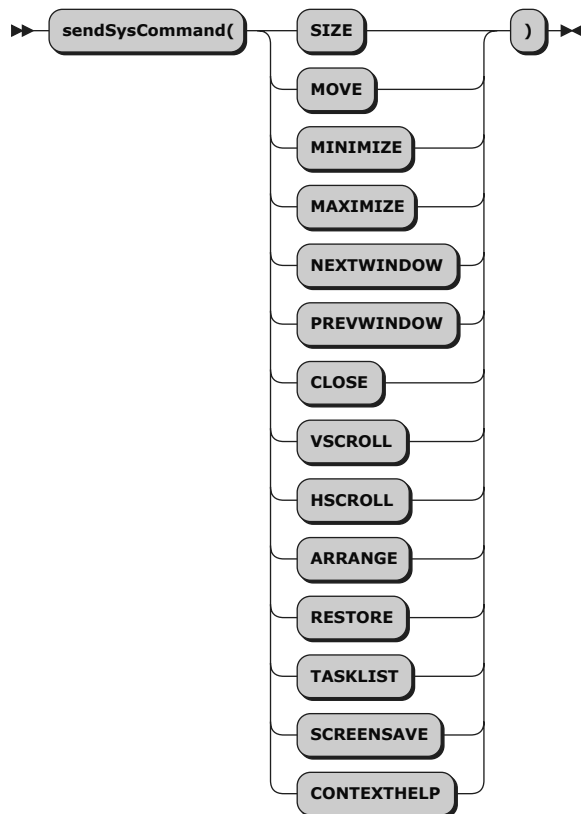 sendSysCommand( SIZE )
MOVE
MINIMIZE
MAXIMIZE
NEXTWINDOW
PREVWINDOW
CLOSE
VSCROLL
HSCROLL
ARRANGE
RESTORE
TASKLIST
SCREENSAVE
CONTEXTHELP